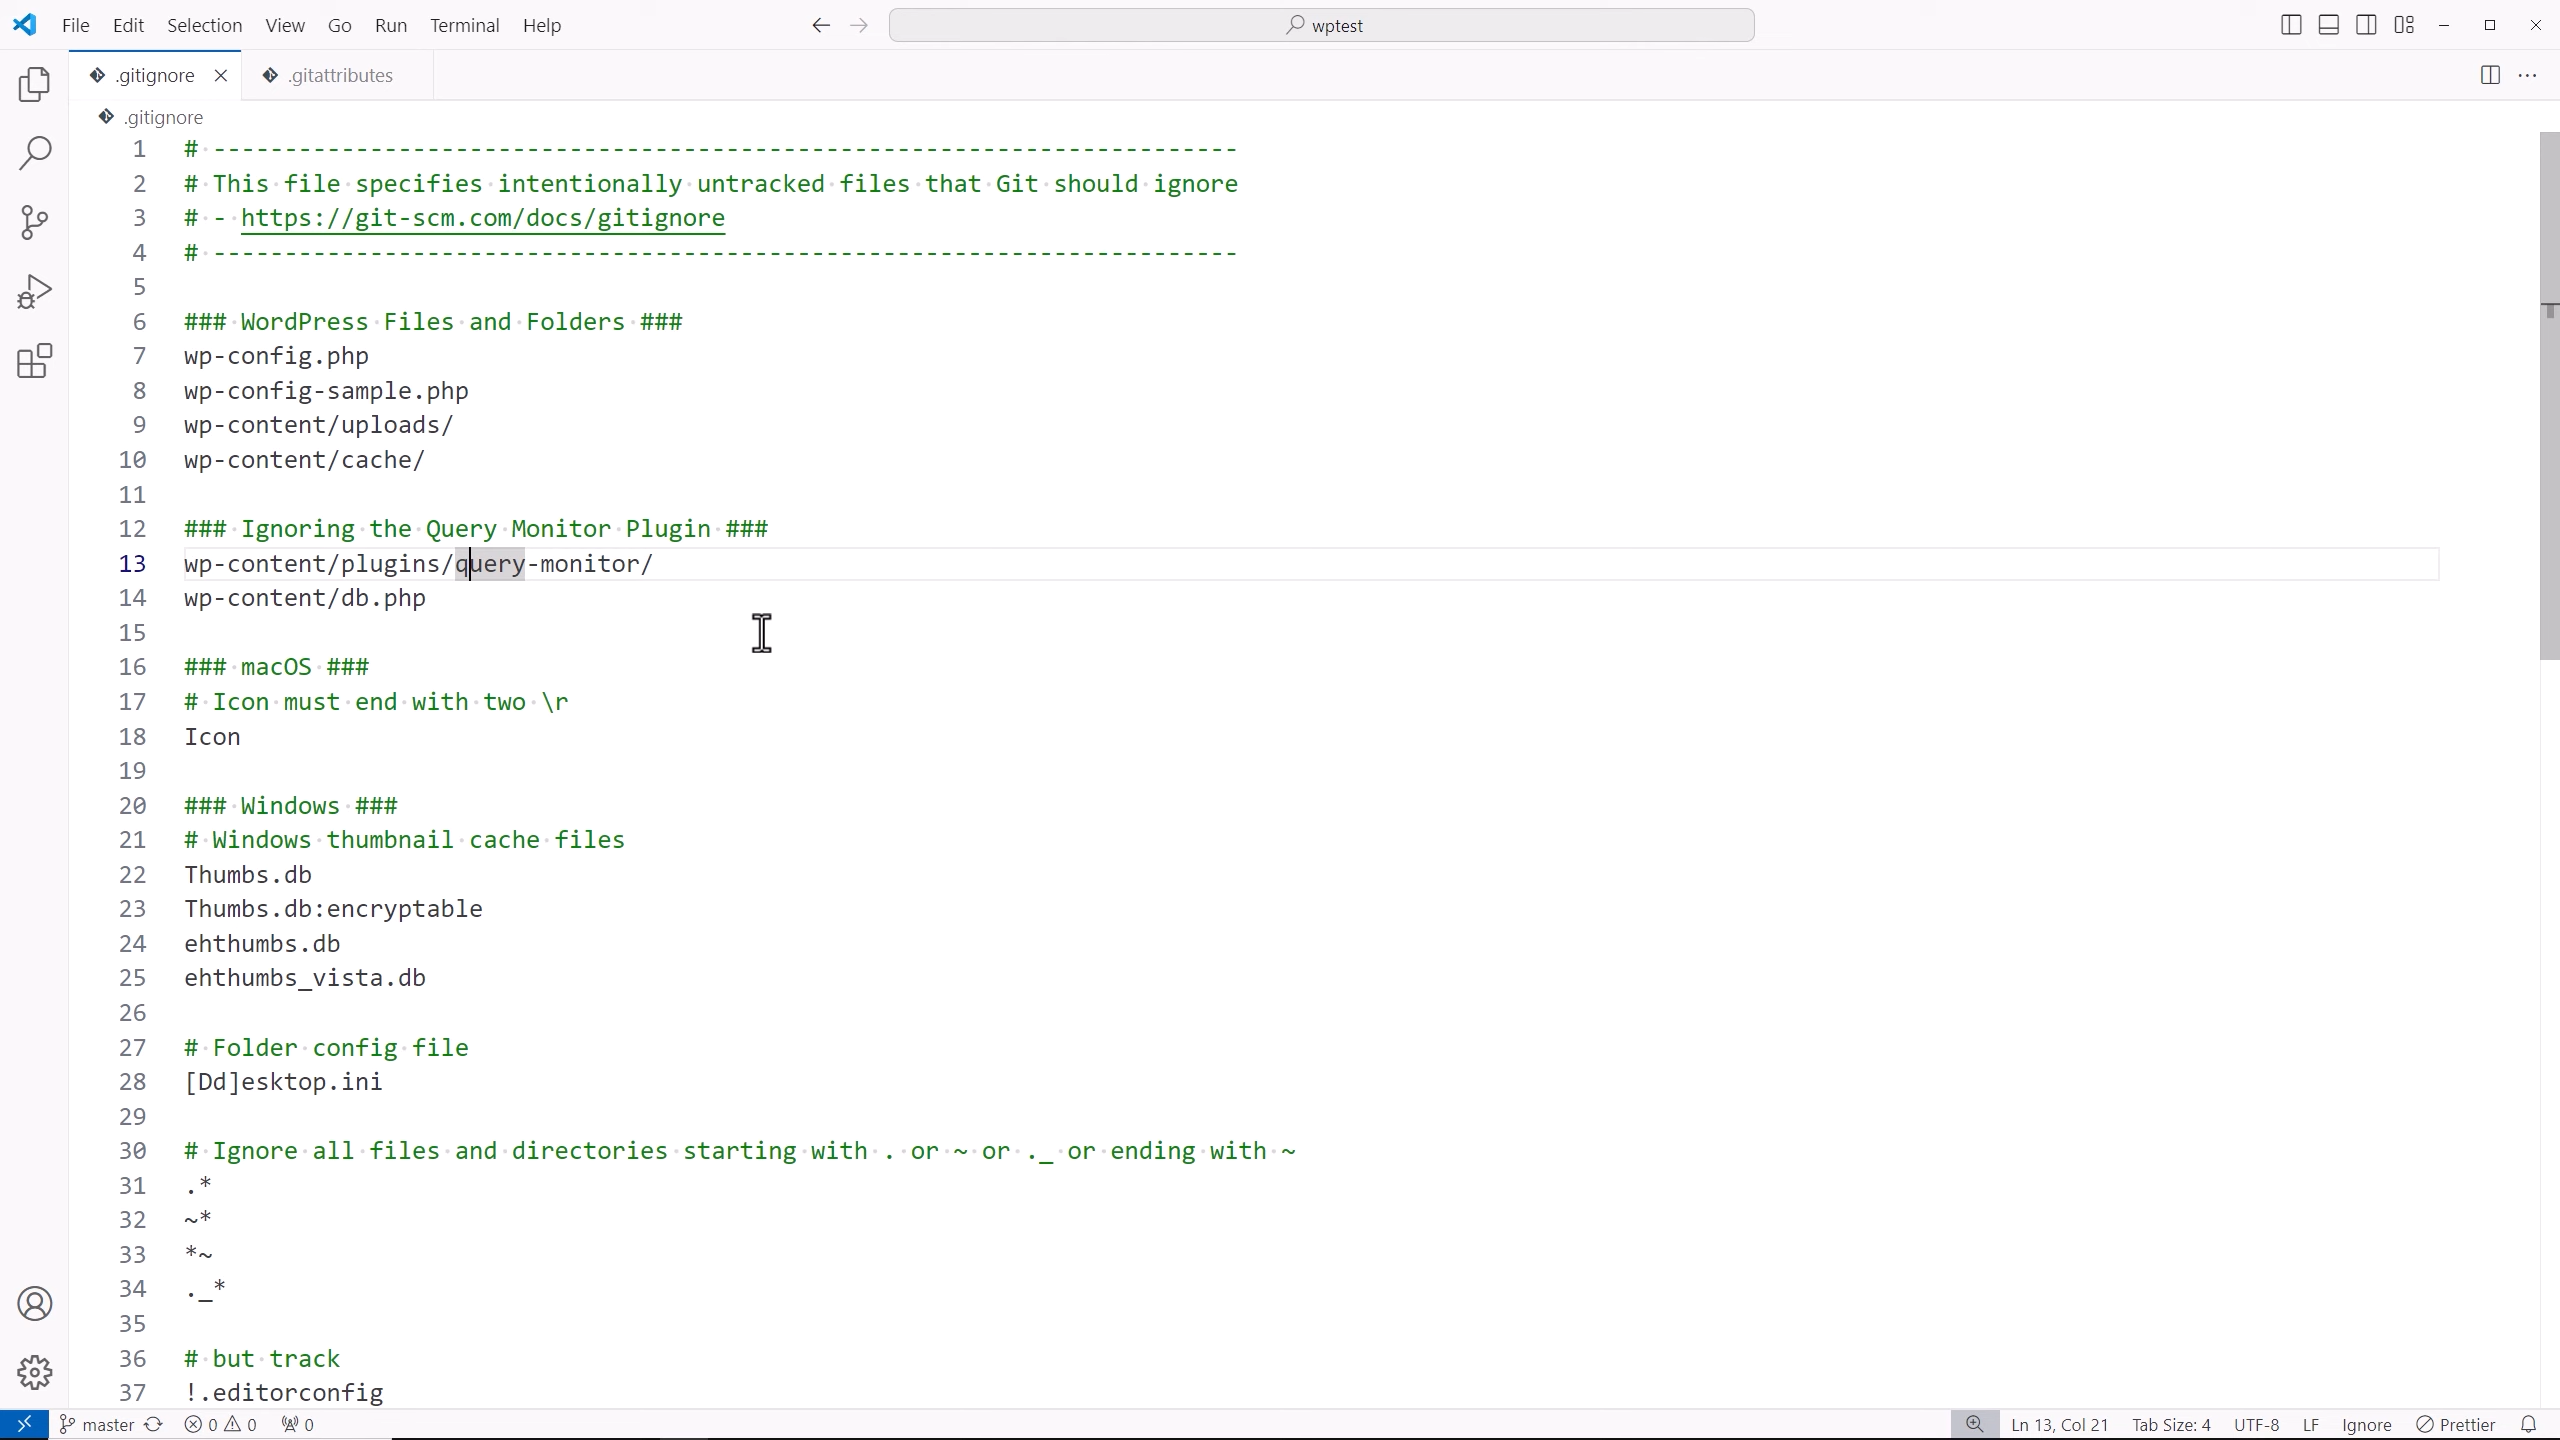 File Edit Selection View Go Run Terminal Help wptest
.gitignore .gitattributes
.gitignore
1 # ------------------------------------------------------------------------
2 # This file specifies intentionally untracked files that Git should ignore
3 # - https://git-scm.com/docs/gitignore
4 # ------------------------------------------------------------------------
5
6 ### WordPress Files and Folders ###
7 wp-config.php
8 wp-config-sample.php
9 wp-content/uploads/
10 wp-content/cache/
11
12 ### Ignoring the Query Monitor Plugin ###
13 wp-content/plugins/query-monitor/
14 wp-content/db.php
15
16 ### macOS ###
17 # Icon must end with two \r
18 Icon
19
20 ### Windows ###
21 # Windows thumbnail cache files
22 Thumbs.db
23 Thumbs.db:encryptable
24 ehthumbs.db
25 ehthumbs_vista.db
26
27 # Folder config file
28 [Dd]esktop.ini
29
30 # Ignore all files and directories starting with . or ~ or ._ or ending with ~
31 .*
32 ~*
33 *~
34 ._*
35
36 # but track
37 !.editorconfig
master 0 0 0 Ln 13, Col 21 Tab Size: 4 UTF-8 LF Ignore Prettier